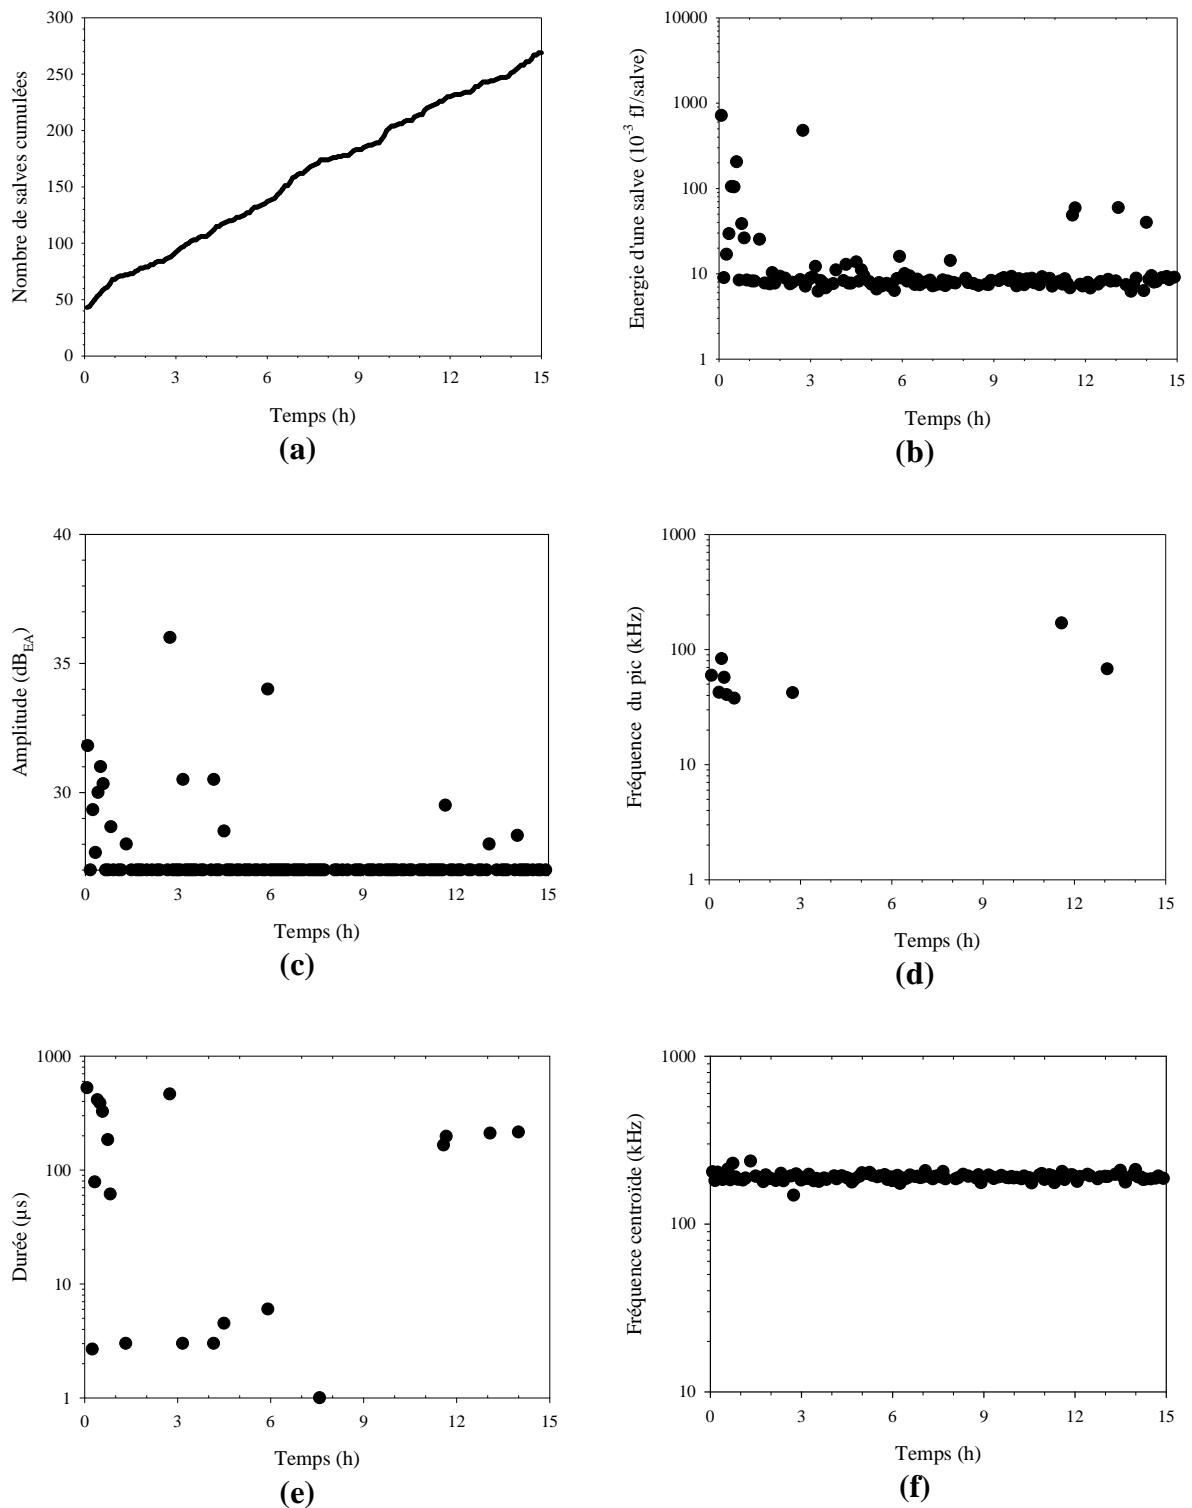 Nombre de salves cumulées
300
250
200
150
100
50
0
0 3 6 9 12 15
Temps (h)
(a)
Energie d'une salve (10⁻³ fJ/salve)
10000
1000
100
10
1
0 3 6 9 12 15
Temps (h)
(b)
Amplitude (dB_EA)
40
35
30
0 3 6 9 12 15
Temps (h)
(c)
Fréquence du pic (kHz)
1000
100
10
1
0 3 6 9 12 15
Temps (h)
(d)
Durée (µs)
1000
100
10
1
0 3 6 9 12 15
Temps (h)
(e)
Fréquence centroïde (kHz)
1000
100
10
0 3 6 9 12 15
Temps (h)
(f)